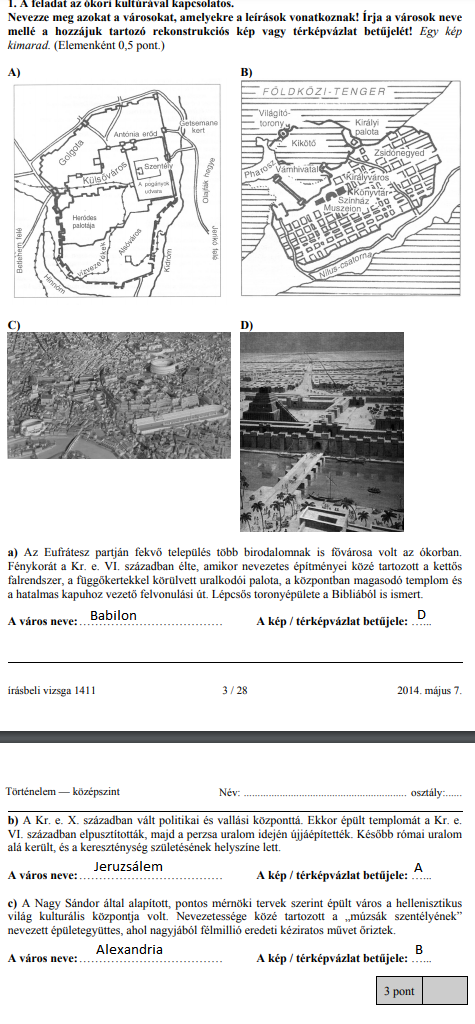 1. A feladat az ókori kultúrával kapcsolatos.
Nevezze meg azokat a városokat, amelyekre a leírások vonatkoznak! Írja a városok neve
mellé a hozzájuk tartozó rekonstrukciós kép vagy térképvázlat betűjelét! Egy kép
kimarad. (Elemenként 0,5 pont.)
A)
B)
Getsemane
kert
Antónia erőd
Golgota
Szentély
Külsőváros
A pogányok
udvara
Olajfák hegye
Heródes
palotája
Alsóváros
vízvezetékek
Betlehem felé
Hinnom
Kidrom
Jerikó felé
FÖLDKÖZI-TENGER
Világító-
torony
Királyi
palota
Kikötő
Zsidónegyed
Pharosz
Vámhivatal
Királyváros
Könyvtár
Színház
Muszeion
Nílus-csatorna
C)
D)
a) Az Eufrátesz partján fekvő település több birodalomnak is fővárosa volt az ókorban.
Fénykorát a Kr. e. VI. században élte, amikor nevezetes építményei közé tartozott a kettős
falrendszer, a függőkertekkel körülvett uralkodói palota, a központban magasodó templom és
a hatalmas kapuhoz vezető felvonulási út. Lépcsős toronyépülete a Bibliából is ismert.
A város neve: Babilon A kép / térképvázlat betűjele: D
írásbeli vizsga 1411 3 / 28 2014. május 7.
Történelem — középszint Név: ........................................................... osztály:......
b) A Kr. e. X. században vált politikai és vallási központtá. Ekkor épült templomát a Kr. e.
VI. században elpusztították, majd a perzsa uralom idején újjáépítették. Később római uralom
alá került, és a kereszténység születésének helyszíne lett.
A város neve: Jeruzsálem A kép / térképvázlat betűjele: A
c) A Nagy Sándor által alapított, pontos mérnöki tervek szerint épült város a hellenisztikus
világ kulturális központja volt. Nevezetessége közé tartozott a „múzsák szentélyének”
nevezett épületegyüttes, ahol nagyjából félmillió eredeti kéziratos művet őriztek.
A város neve: Alexandria A kép / térképvázlat betűjele: B
3 pont